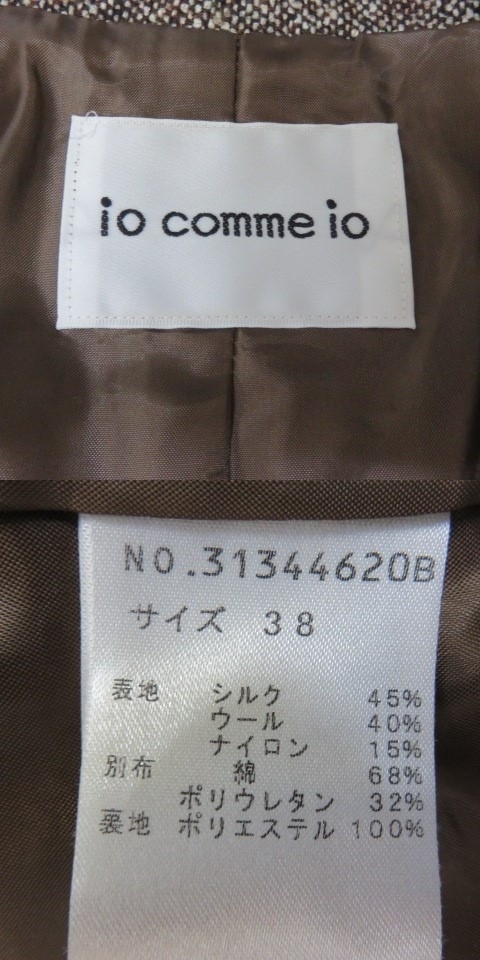 io comme io
NO.31344620B
サイズ 38
表地 シルク 45%
ウール 40%
ナイロン 15%
別布 綿 68%
ポリウレタン 32%
裏地 ポリエステル 100%